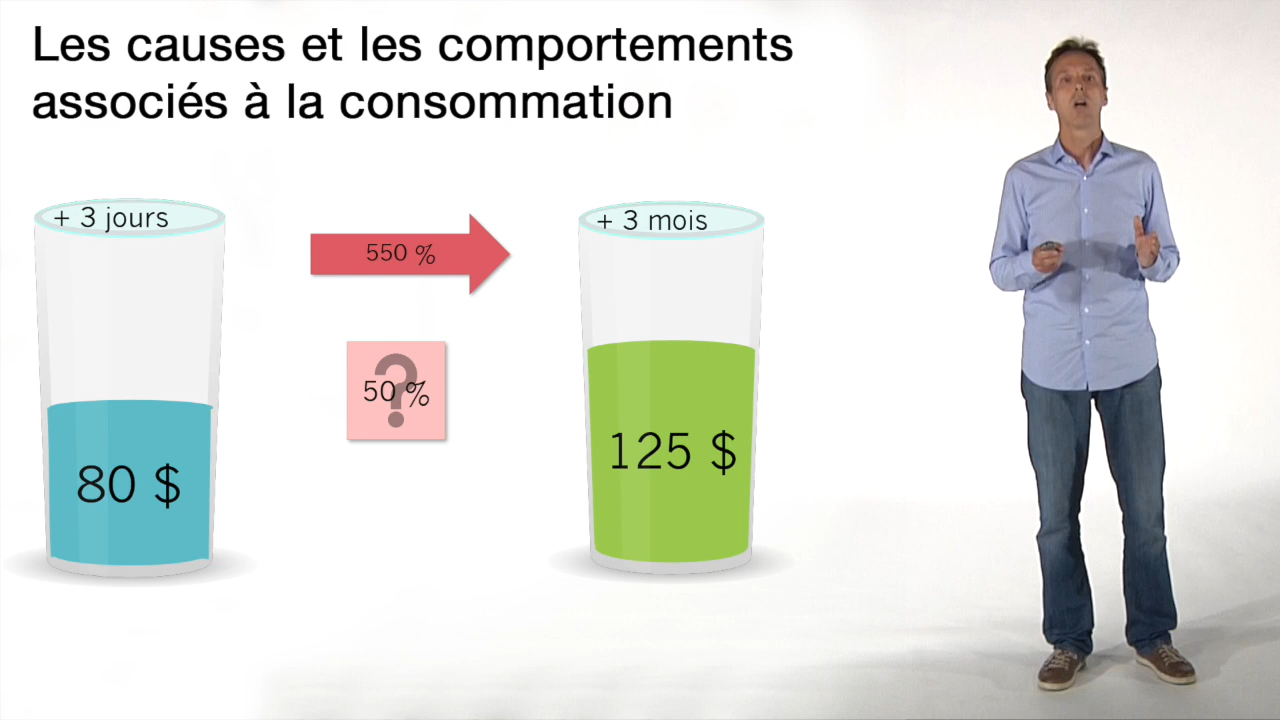 Les causes et les comportements
associés à la consommation
+ 3 jours
550 %
+ 3 mois
50 %
?
80 $
125 $